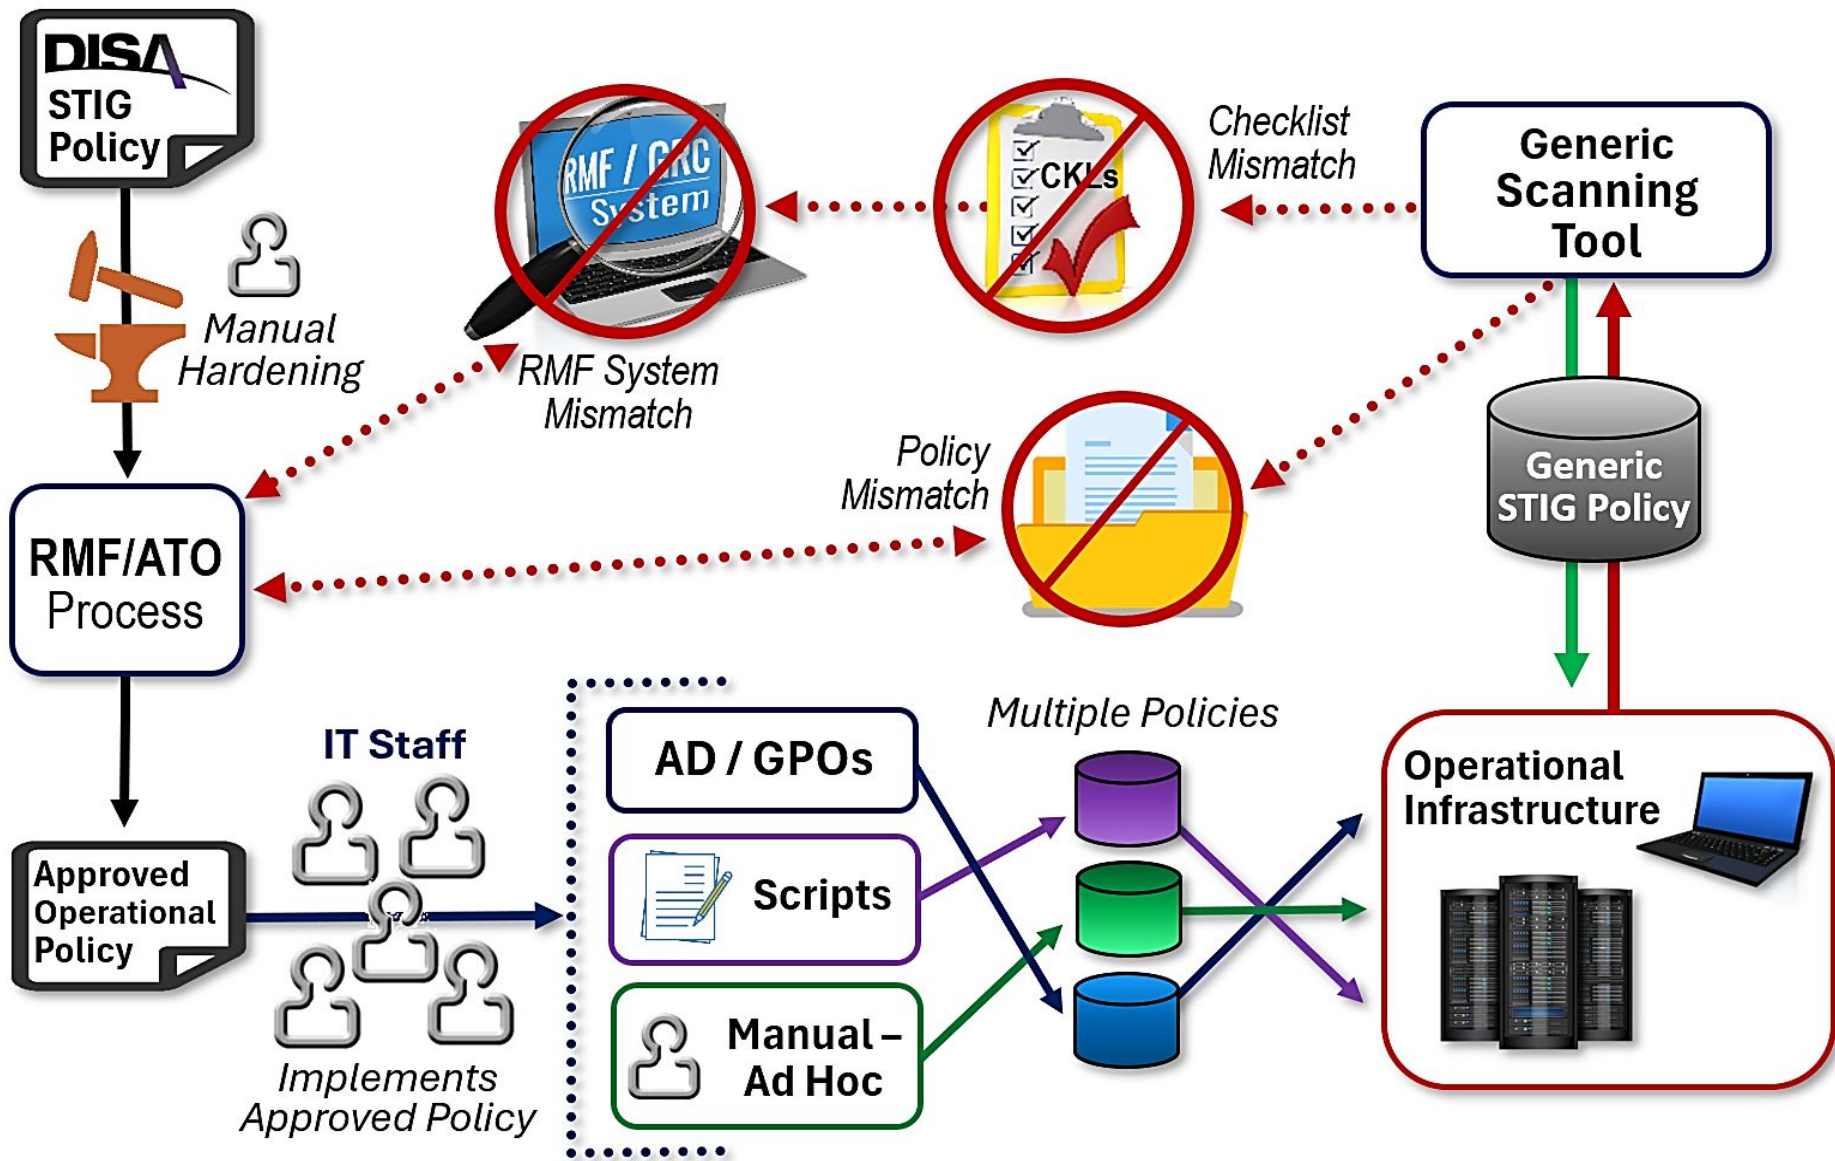 DISA
STIG
Policy
Manual
Hardening
RMF / GRC
System
RMF System
Mismatch
CKLs
Checklist
Mismatch
Generic
Scanning
Tool
Policy
Mismatch
Generic
STIG Policy
RMF/ATO
Process
Approved
Operational
Policy
IT Staff
Implements
Approved Policy
AD / GPOs
Scripts
Manual –
Ad Hoc
Multiple Policies
Operational
Infrastructure